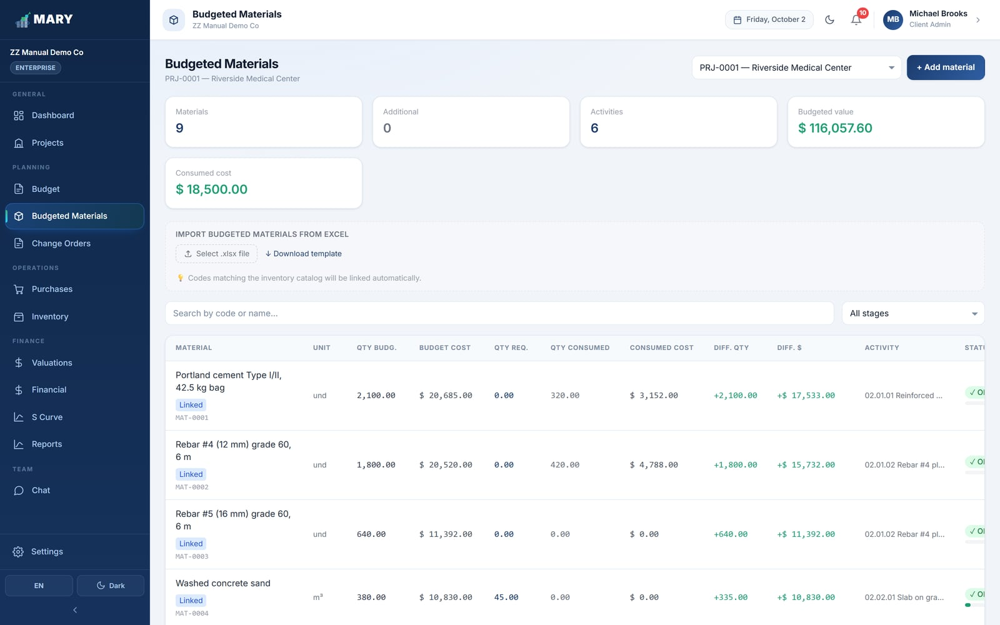 MARY
ZZ Manual Demo Co
ENTERPRISE
GENERAL
Dashboard
Projects
PLANNING
Budget
Budgeted Materials
Change Orders
OPERATIONS
Purchases
Inventory
FINANCE
Valuations
Financial
S Curve
Reports
TEAM
Chat
Settings
EN
Dark
Budgeted Materials
ZZ Manual Demo Co
Friday, October 2
10
MB
Michael Brooks
Client Admin
Budgeted Materials
PRJ-0001 — Riverside Medical Center
PRJ-0001 — Riverside Medical Center
+ Add material
Materials
9
Additional
0
Activities
6
Budgeted value
$ 116,057.60
Consumed cost
$ 18,500.00
IMPORT BUDGETED MATERIALS FROM EXCEL
Select .xlsx file
↓ Download template
💡 Codes matching the inventory catalog will be linked automatically.
Search by code or name...
All stages
MATERIAL UNIT QTY BUDG. BUDGET COST QTY REQ. QTY CONSUMED CONSUMED COST DIFF. QTY DIFF. $ ACTIVITY
Portland cement Type I/II,
42.5 kg bag
Linked
MAT-0001
und 2,100.00 $ 20,685.00 0.00 320.00 $ 3,152.00 +2,100.00 +$ 17,533.00 02.01.01 Reinforced ...
Rebar #4 (12 mm) grade 60,
6 m
Linked
MAT-0002
und 1,800.00 $ 20,520.00 0.00 420.00 $ 4,788.00 +1,800.00 +$ 15,732.00 02.01.02 Rebar #4 pl...
Rebar #5 (16 mm) grade 60,
6 m
Linked
MAT-0003
und 640.00 $ 11,392.00 0.00 0.00 $ 0.00 +640.00 +$ 11,392.00 02.01.02 Rebar #4 pl...
Washed concrete sand
Linked
MAT-0004
m³ 380.00 $ 10,830.00 45.00 0.00 $ 0.00 +335.00 +$ 10,830.00 02.02.01 Slab on gra...